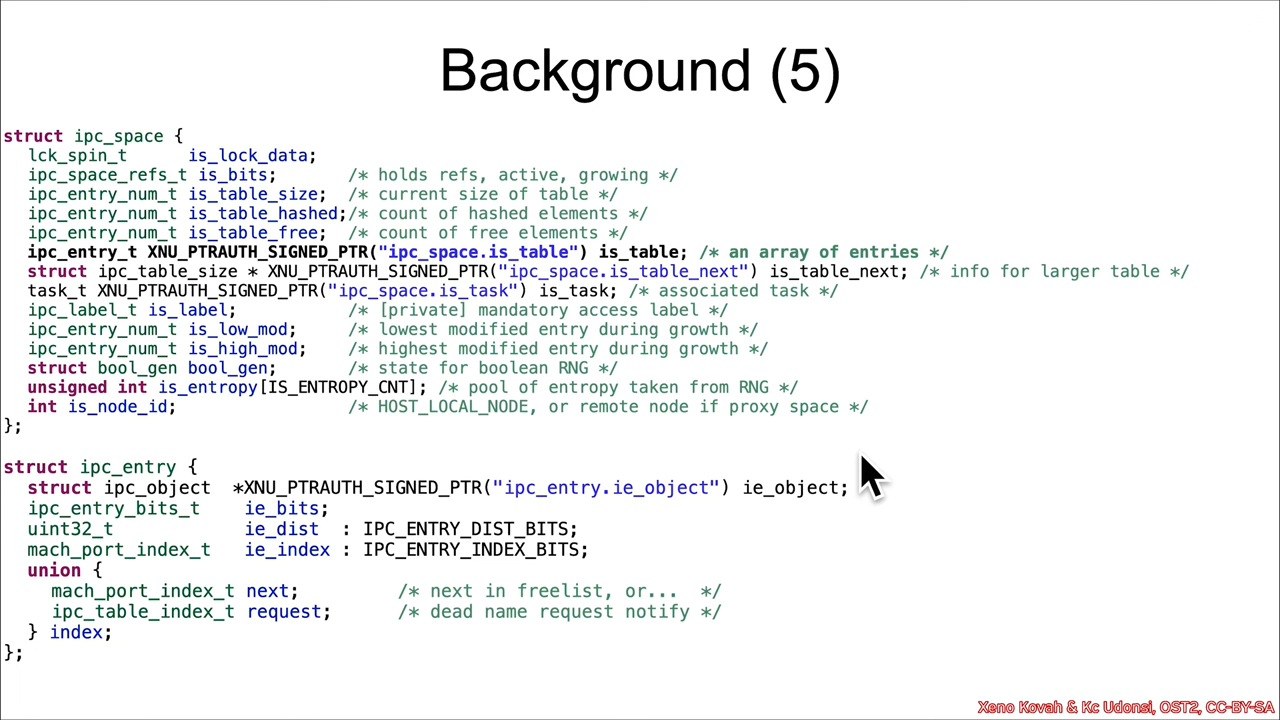 Background (5)
struct ipc_space {
lck_spin_t is_lock_data;
ipc_space_refs_t is_bits; /* holds refs, active, growing */
ipc_entry_num_t is_table_size; /* current size of table */
ipc_entry_num_t is_table_hashed;/* count of hashed elements */
ipc_entry_num_t is_table_free; /* count of free elements */
ipc_entry_t XNU_PTRAUTH_SIGNED_PTR("ipc_space.is_table") is_table; /* an array of entries */
struct ipc_table_size * XNU_PTRAUTH_SIGNED_PTR("ipc_space.is_table_next") is_table_next; /* info for larger table */
task_t XNU_PTRAUTH_SIGNED_PTR("ipc_space.is_task") is_task; /* associated task */
ipc_label_t is_label; /* [private] mandatory access label */
ipc_entry_num_t is_low_mod; /* lowest modified entry during growth */
ipc_entry_num_t is_high_mod; /* highest modified entry during growth */
struct bool_gen bool_gen; /* state for boolean RNG */
unsigned int is_entropy[IS_ENTROPY_CNT]; /* pool of entropy taken from RNG */
int is_node_id; /* HOST_LOCAL_NODE, or remote node if proxy space */
};
struct ipc_entry {
struct ipc_object *XNU_PTRAUTH_SIGNED_PTR("ipc_entry.ie_object") ie_object;
ipc_entry_bits_t ie_bits;
uint32_t ie_dist : IPC_ENTRY_DIST_BITS;
mach_port_index_t ie_index : IPC_ENTRY_INDEX_BITS;
union {
mach_port_index_t next; /* next in freelist, or... */
ipc_table_index_t request; /* dead name request notify */
} index;
};
Xeno Kovah & Kc Udonsi, OST2, CC-BY-SA